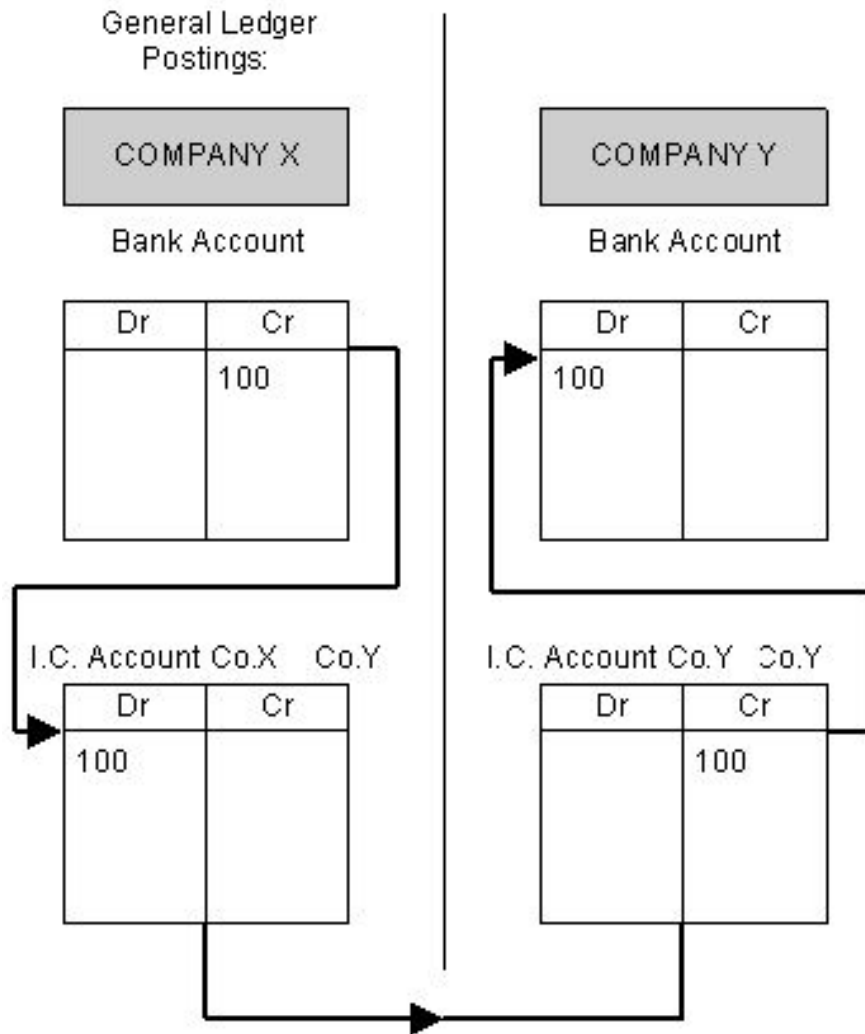 General Ledger
Postings:
COMPANY X
Bank Account
Dr Cr
100
I.C. Account Co.X Co.Y
Dr Cr
100
COMPANY Y
Bank Account
Dr Cr
100
I.C. Account Co.Y Co.Y
Dr Cr
100